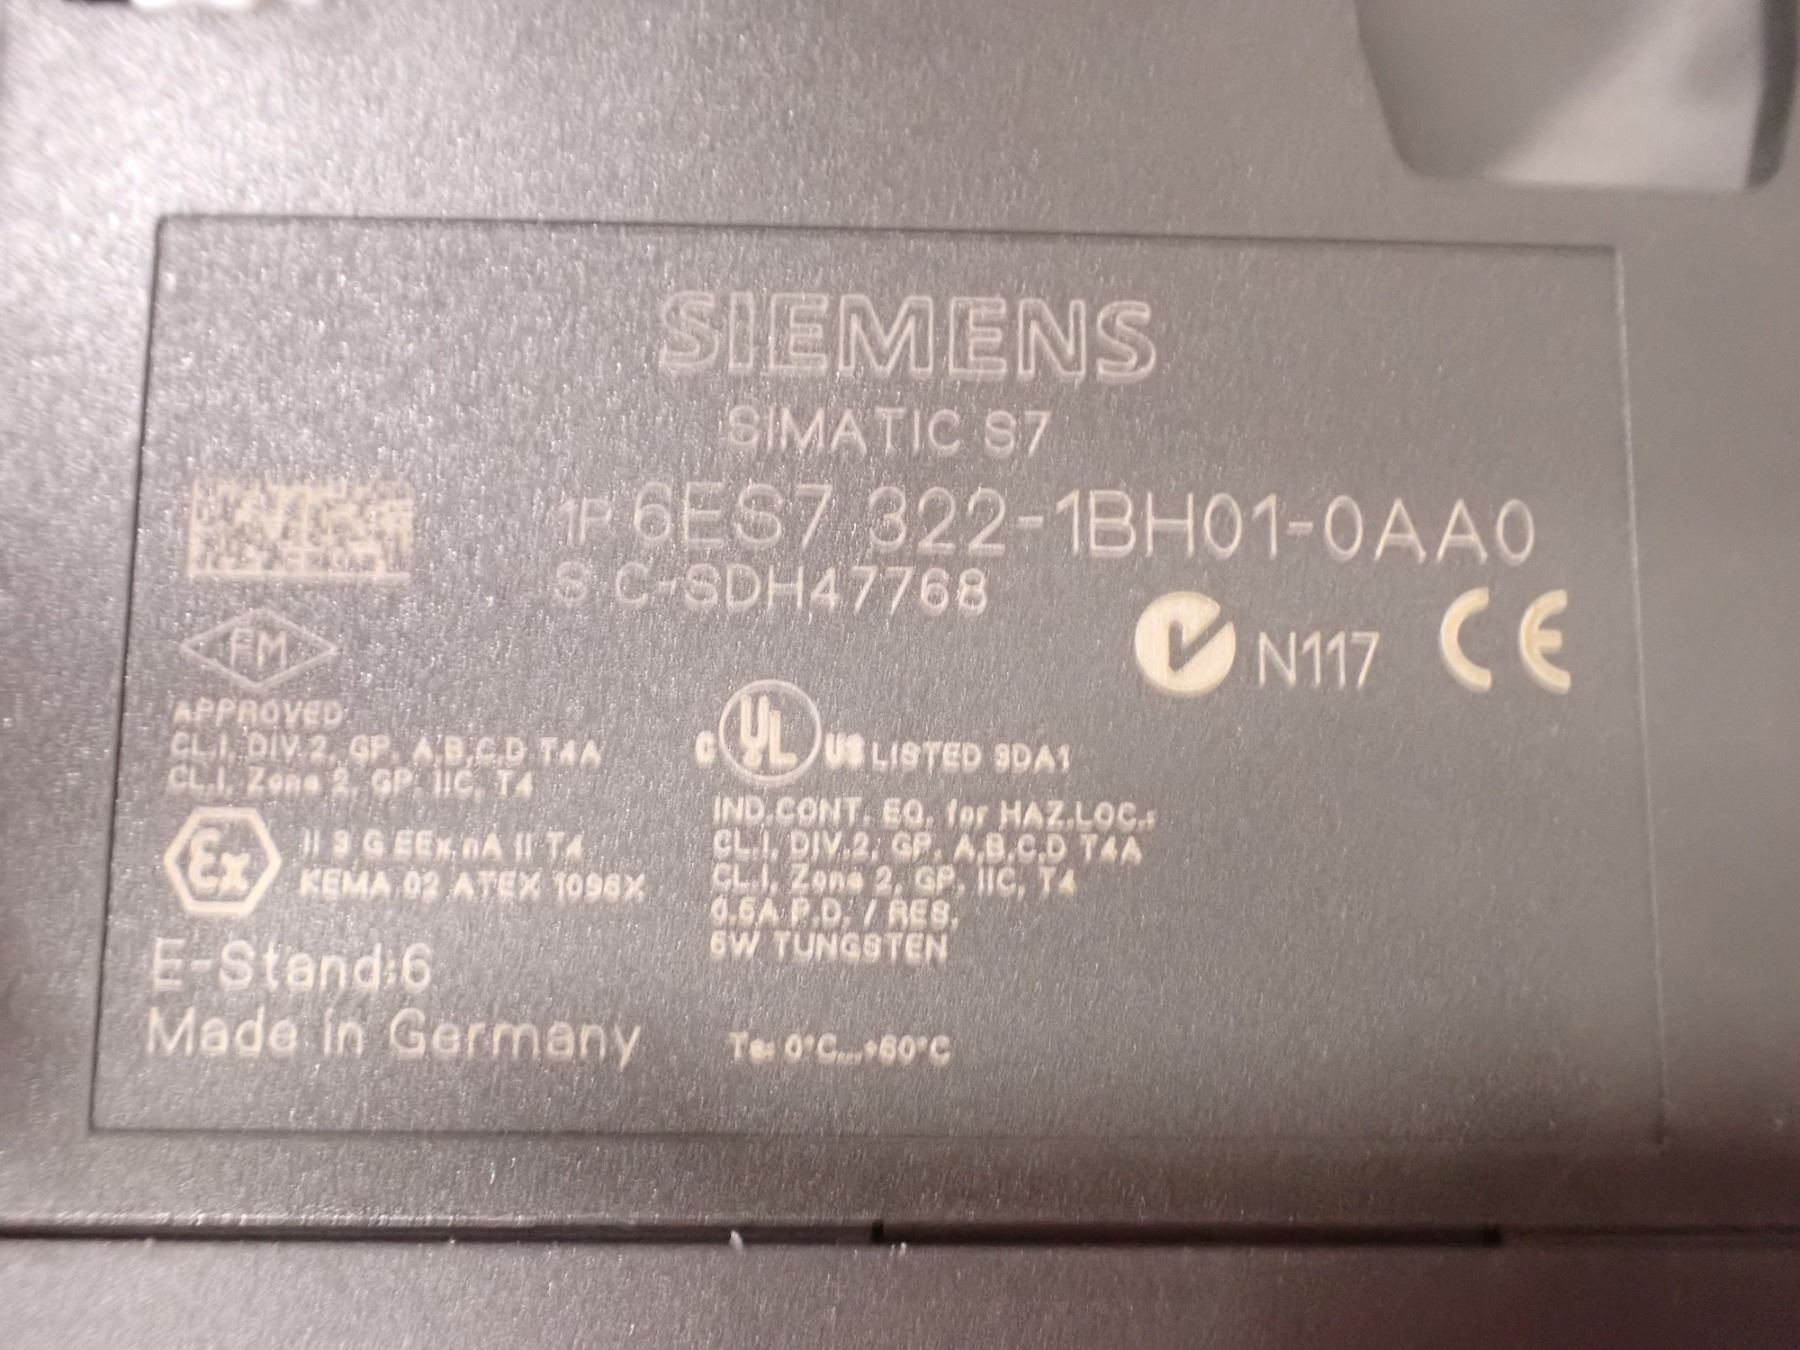 SIEMENS
SIMATIC S7
1P 6ES7 322-1BH01-0AA0
S C-SDH47768
N117 CE
FM
APPROVED
CL.I, DIV.2, GP. A,B,C,D T4A
CL.I, Zone 2, GP. IIC, T4
Ex II 3 G EEx nA II T4
KEMA 02 ATEX 1096X
E-Stand:6
Made in Germany
C UL US LISTED 3DA1
IND.CONT. EQ. for HAZ.LOC.:
CL.I, DIV.2, GP. A,B,C,D T4A
CL.I, Zone 2, GP. IIC, T4
0.5A P.D. / RES.
5W TUNGSTEN
Ta: 0°C...+60°C